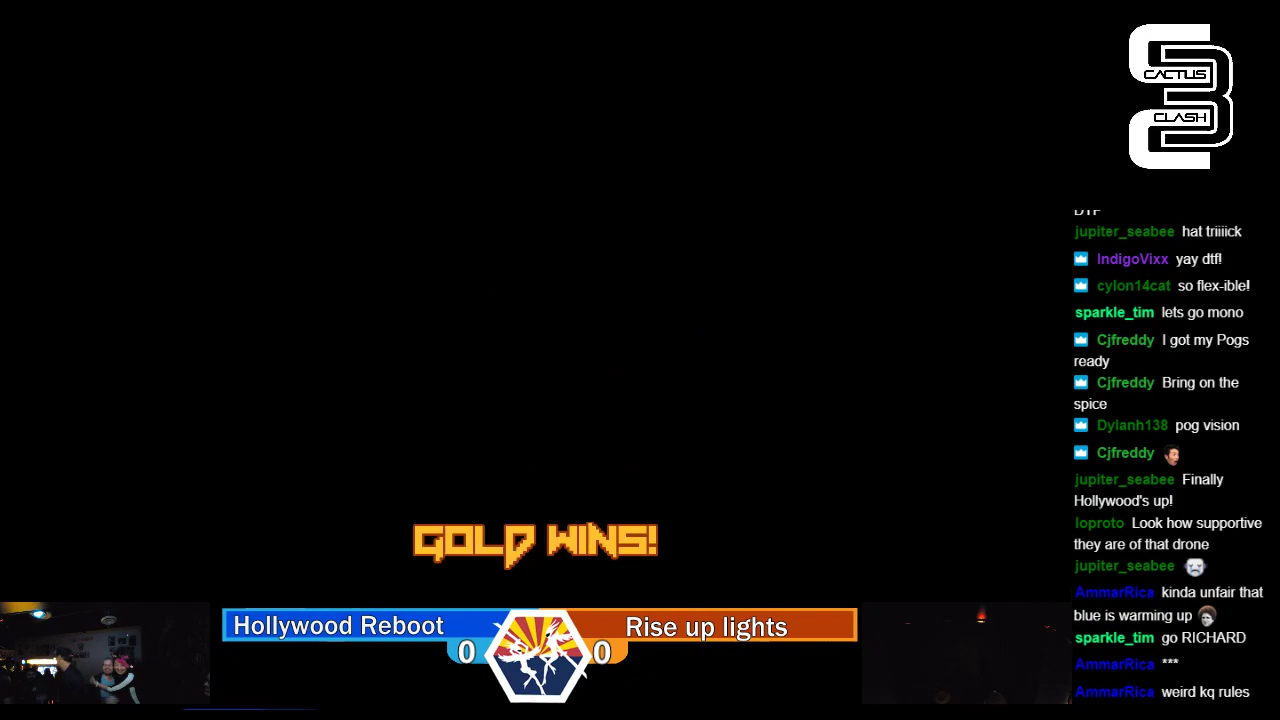 CACTUS
CLASH
DTF
jupiter_seabee hat triiiick
IndigoVixx yay dtf!
cylon14cat so flex-ible!
sparkle_tim lets go mono
Cjfreddy I got my Pogs
ready
Cjfreddy Bring on the
spice
Dylanh138 pog vision
Cjfreddy
jupiter_seabee Finally
Hollywood's up!
loproto Look how supportive
they are of that drone
jupiter_seabee
AmmarRica kinda unfair that
blue is warming up
sparkle_tim go RICHARD
AmmarRica ***
AmmarRica weird kq rules
GOLD WINS!
Hollywood Reboot
Rise up lights
0
0